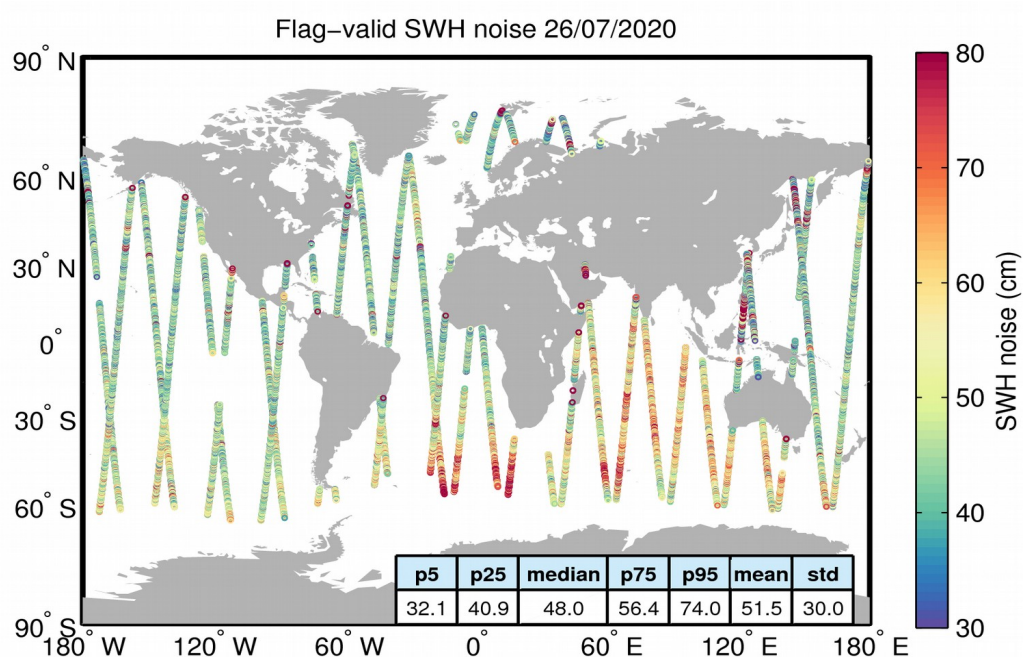 Flag−valid SWH noise 26/07/2020
90° N
60° N
30° N
0°
30° S
60° S
90° S
180° W 120° W 60° W 0° 60° E 120° E 180° E
p5 p25 median p75 p95 mean std
32.1 40.9 48.0 56.4 74.0 51.5 30.0
80
70
60
50
40
30
SWH noise (cm)